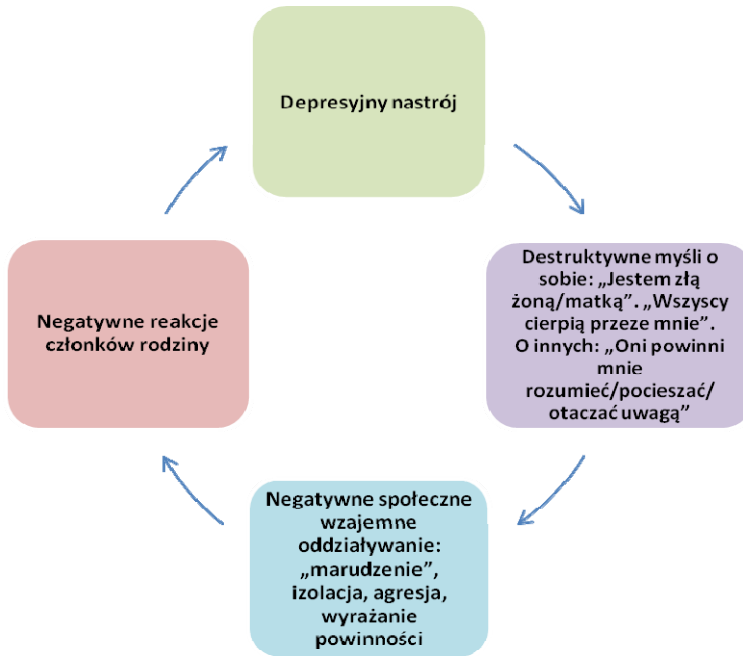 Depresyjny nastrój
Destruktywne myśli o
sobie: „Jestem złą
żoną/matką”. „Wszyscy
cierpią przeze mnie”.
O innych: „Oni powinni
mnie
rozumieć/pocieszać/
otaczać uwagą”
Negatywne społeczne
wzajemne
oddziaływanie:
„marudzenie”,
izolacja, agresja,
wyrażanie
powinności
Negatywne reakcje
członków rodziny